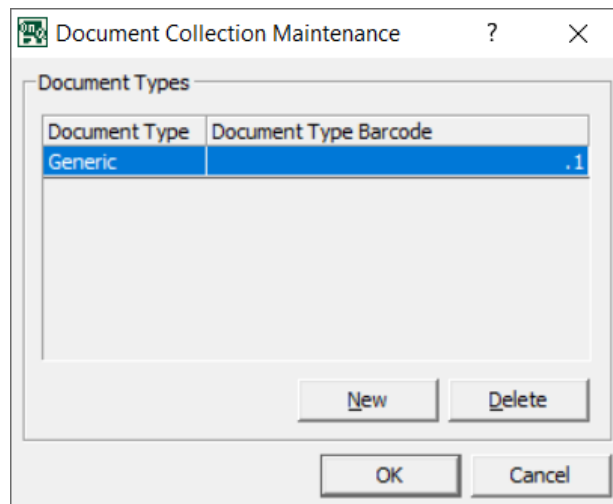 Document Collection Maintenance ?
Document Types
Document Type Document Type Barcode
Generic .1
New Delete
OK Cancel